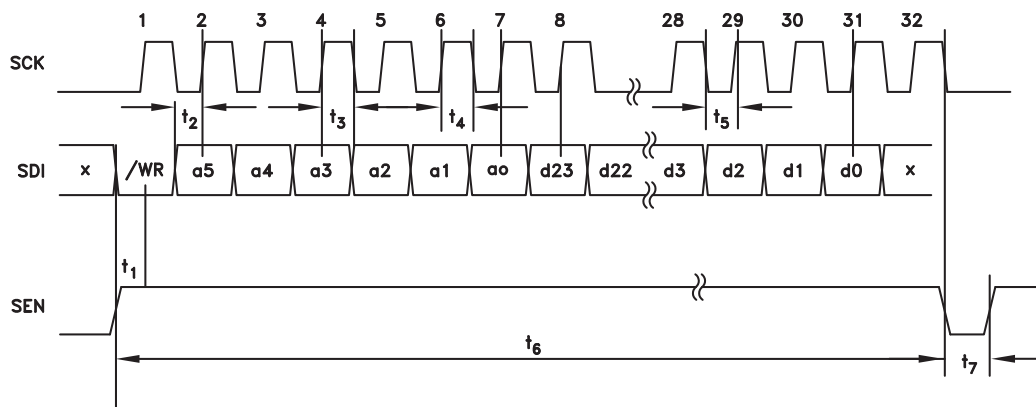 1 2 3 4 5 6 7 8 28 29 30 31 32
SCK
t2 t3 t4 t5
SDI x /WR a5 a4 a3 a2 a1 ao d23 d22 d3 d2 d1 d0 x
t1
SEN
t6
t7